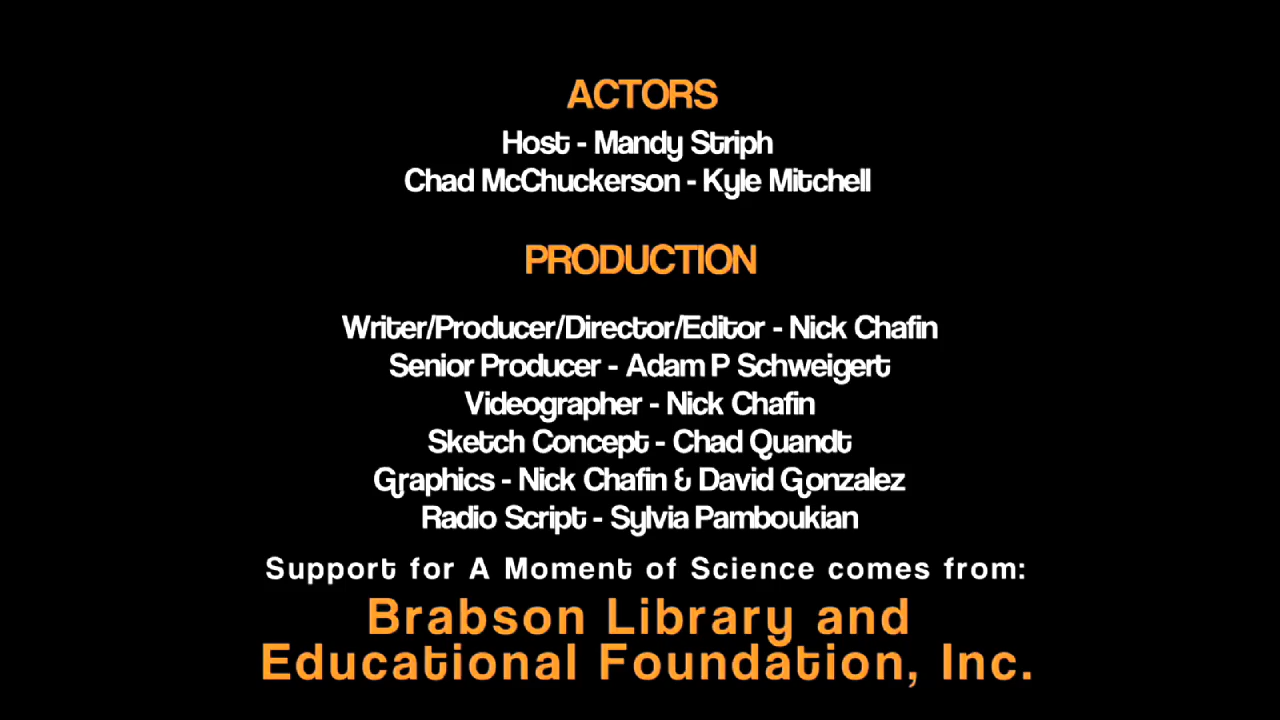 ACTORS
Host - Mandy Striph
Chad McChuckerson - Kyle Mitchell
PRODUCTION
Writer/Producer/Director/Editor - Nick Chafin
Senior Producer - Adam P Schweigert
Videographer - Nick Chafin
Sketch Concept - Chad Quandt
Graphics - Nick Chafin & David Gonzalez
Radio Script - Sylvia Pamboukian
Support for A Moment of Science comes from:
Brabson Library and
Educational Foundation, Inc.